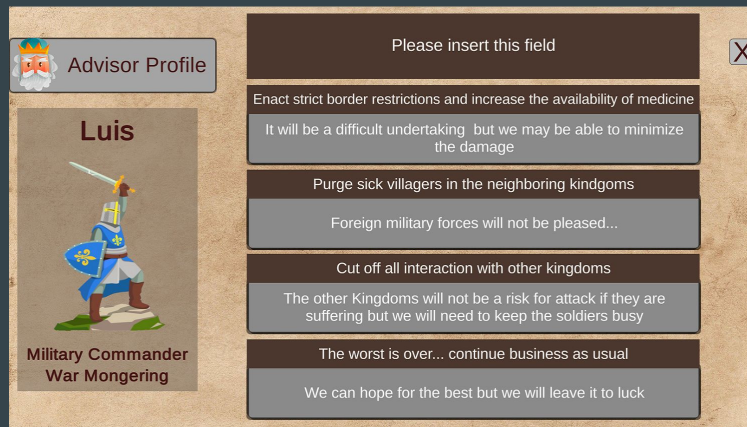 Please insert this field
Advisor Profile
X
Luis
Enact strict border restrictions and increase the availability of medicine
It will be a difficult undertaking but we may be able to minimize
the damage
Purge sick villagers in the neighboring kindgoms
Foreign military forces will not be pleased...
Cut off all interaction with other kingdoms
The other Kingdoms will not be a risk for attack if they are
suffering but we will need to keep the soldiers busy
The worst is over... continue business as usual
We can hope for the best but we will leave it to luck
Military Commander
War Mongering